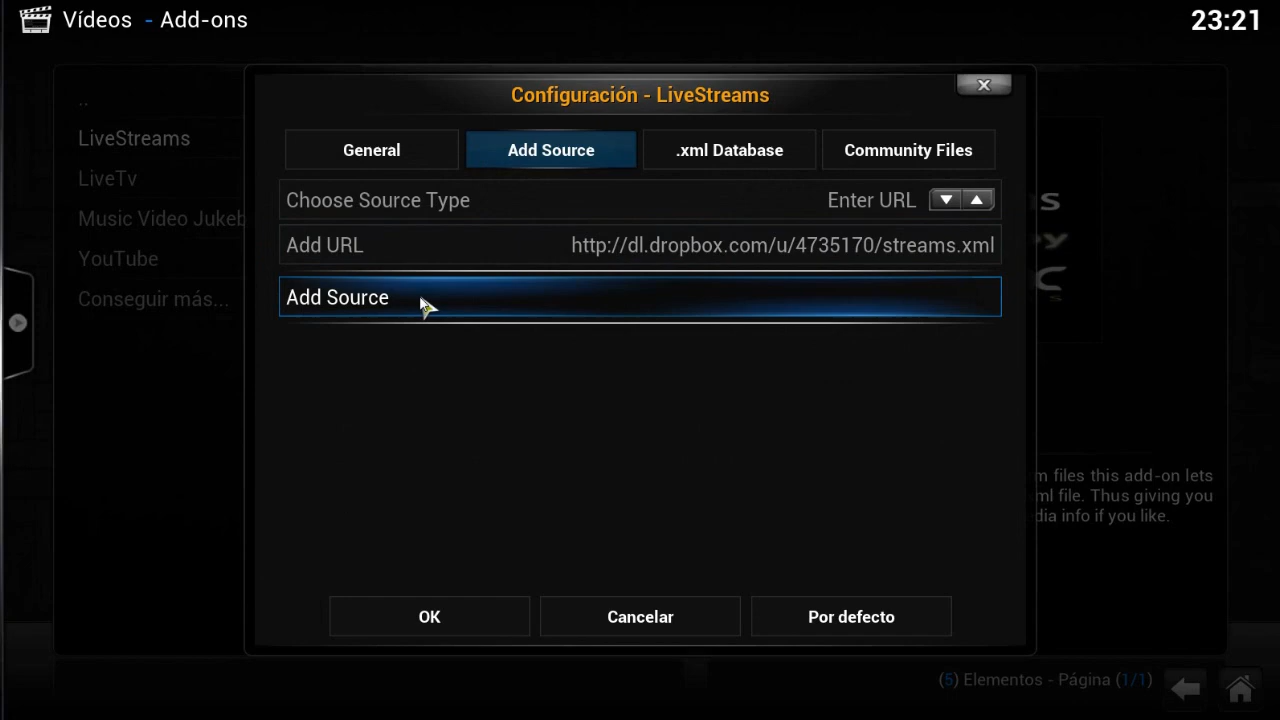 Vídeos - Add-ons
23:21
Configuración - LiveStreams
General
Add Source
.xml Database
Community Files
..
LiveStreams
LiveTv
Music Video Jukeb
YouTube
Conseguir más...
Choose Source Type
Enter URL
Add URL
http://dl.dropbox.com/u/4735170/streams.xml
Add Source
m files this add-on lets
ml file. Thus giving you
dia info if you like.
OK
Cancelar
Por defecto
(5) Elementos - Página (1/1)